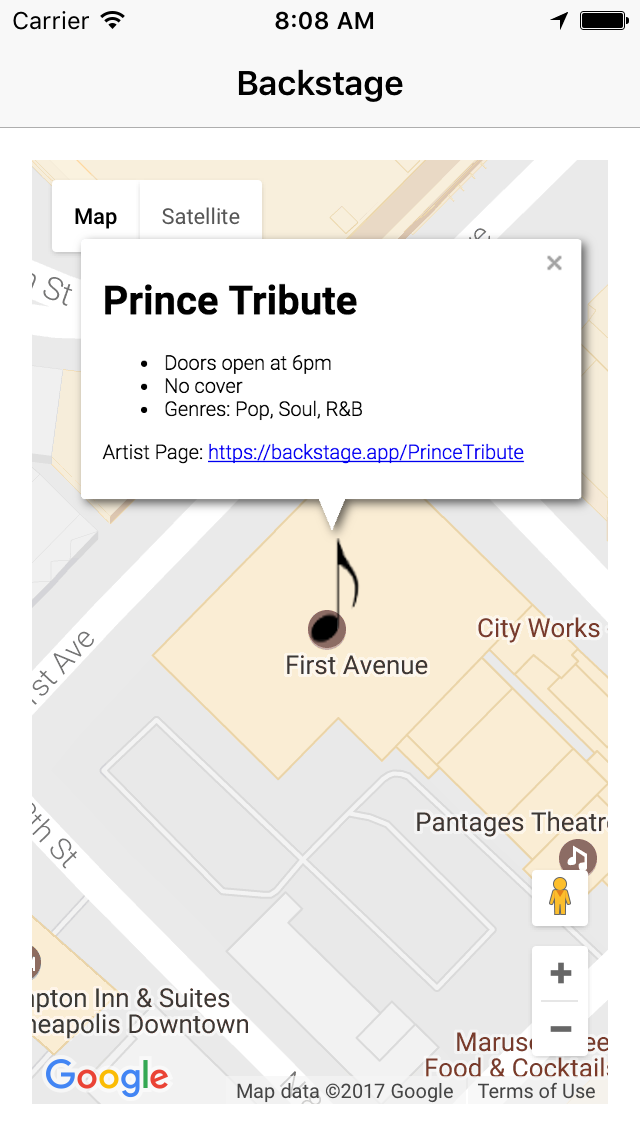 Carrier 8:08 AM
Backstage
Map Satellite
St
Prince Tribute
• Doors open at 6pm
• No cover
• Genres: Pop, Soul, R&B
Artist Page: https://backstage.app/PrinceTribute
City Works
First Avenue
st Ave
Pantages Theatr
th St
pton Inn & Suites
neapolis Downtown
Food & Cocktails
Google
Map data ©2017 Google Terms of Use